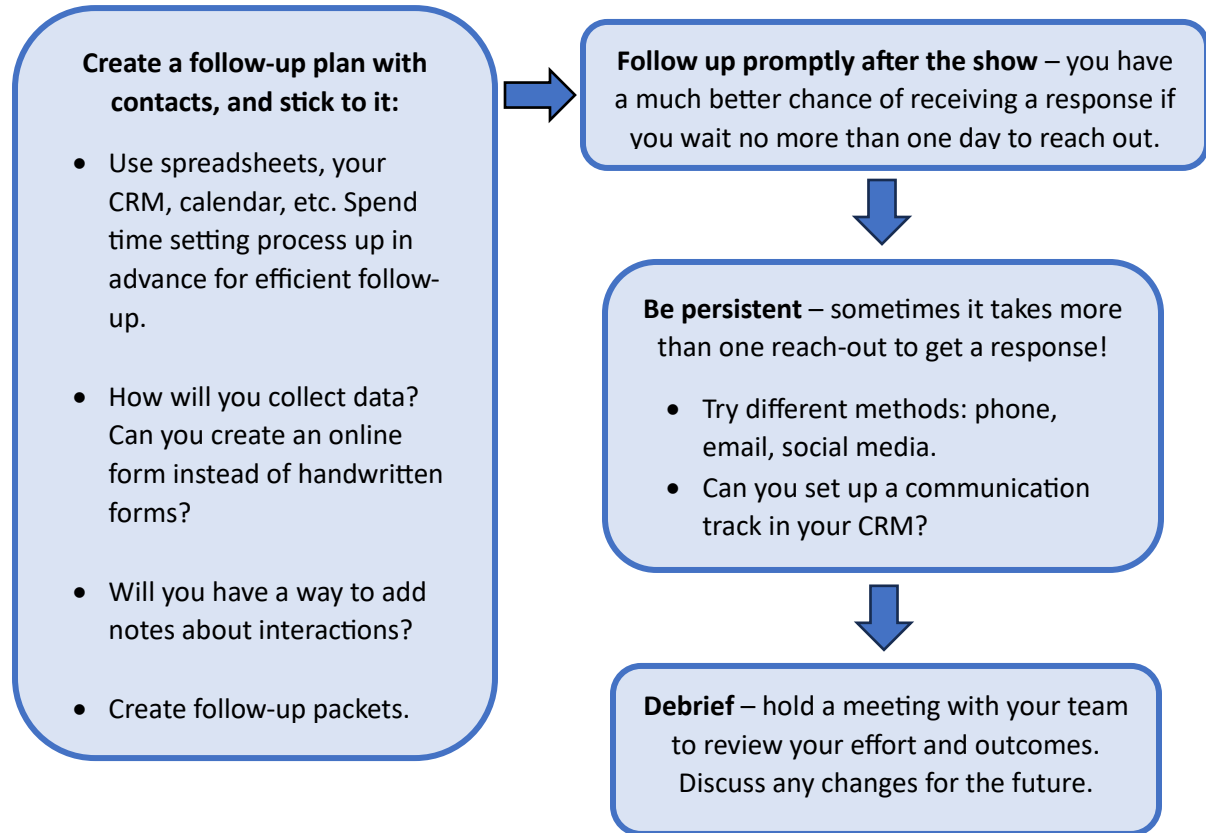 Create a follow-up plan with
contacts, and stick to it:
• Use spreadsheets, your
CRM, calendar, etc. Spend
time setting process up in
advance for efficient follow-
up.
• How will you collect data?
Can you create an online
form instead of handwritten
forms?
• Will you have a way to add
notes about interactions?
• Create follow-up packets.
Follow up promptly after the show – you have
a much better chance of receiving a response if
you wait no more than one day to reach out.
Be persistent – sometimes it takes more
than one reach-out to get a response!
• Try different methods: phone,
email, social media.
• Can you set up a communication
track in your CRM?
Debrief – hold a meeting with your team
to review your effort and outcomes.
Discuss any changes for the future.